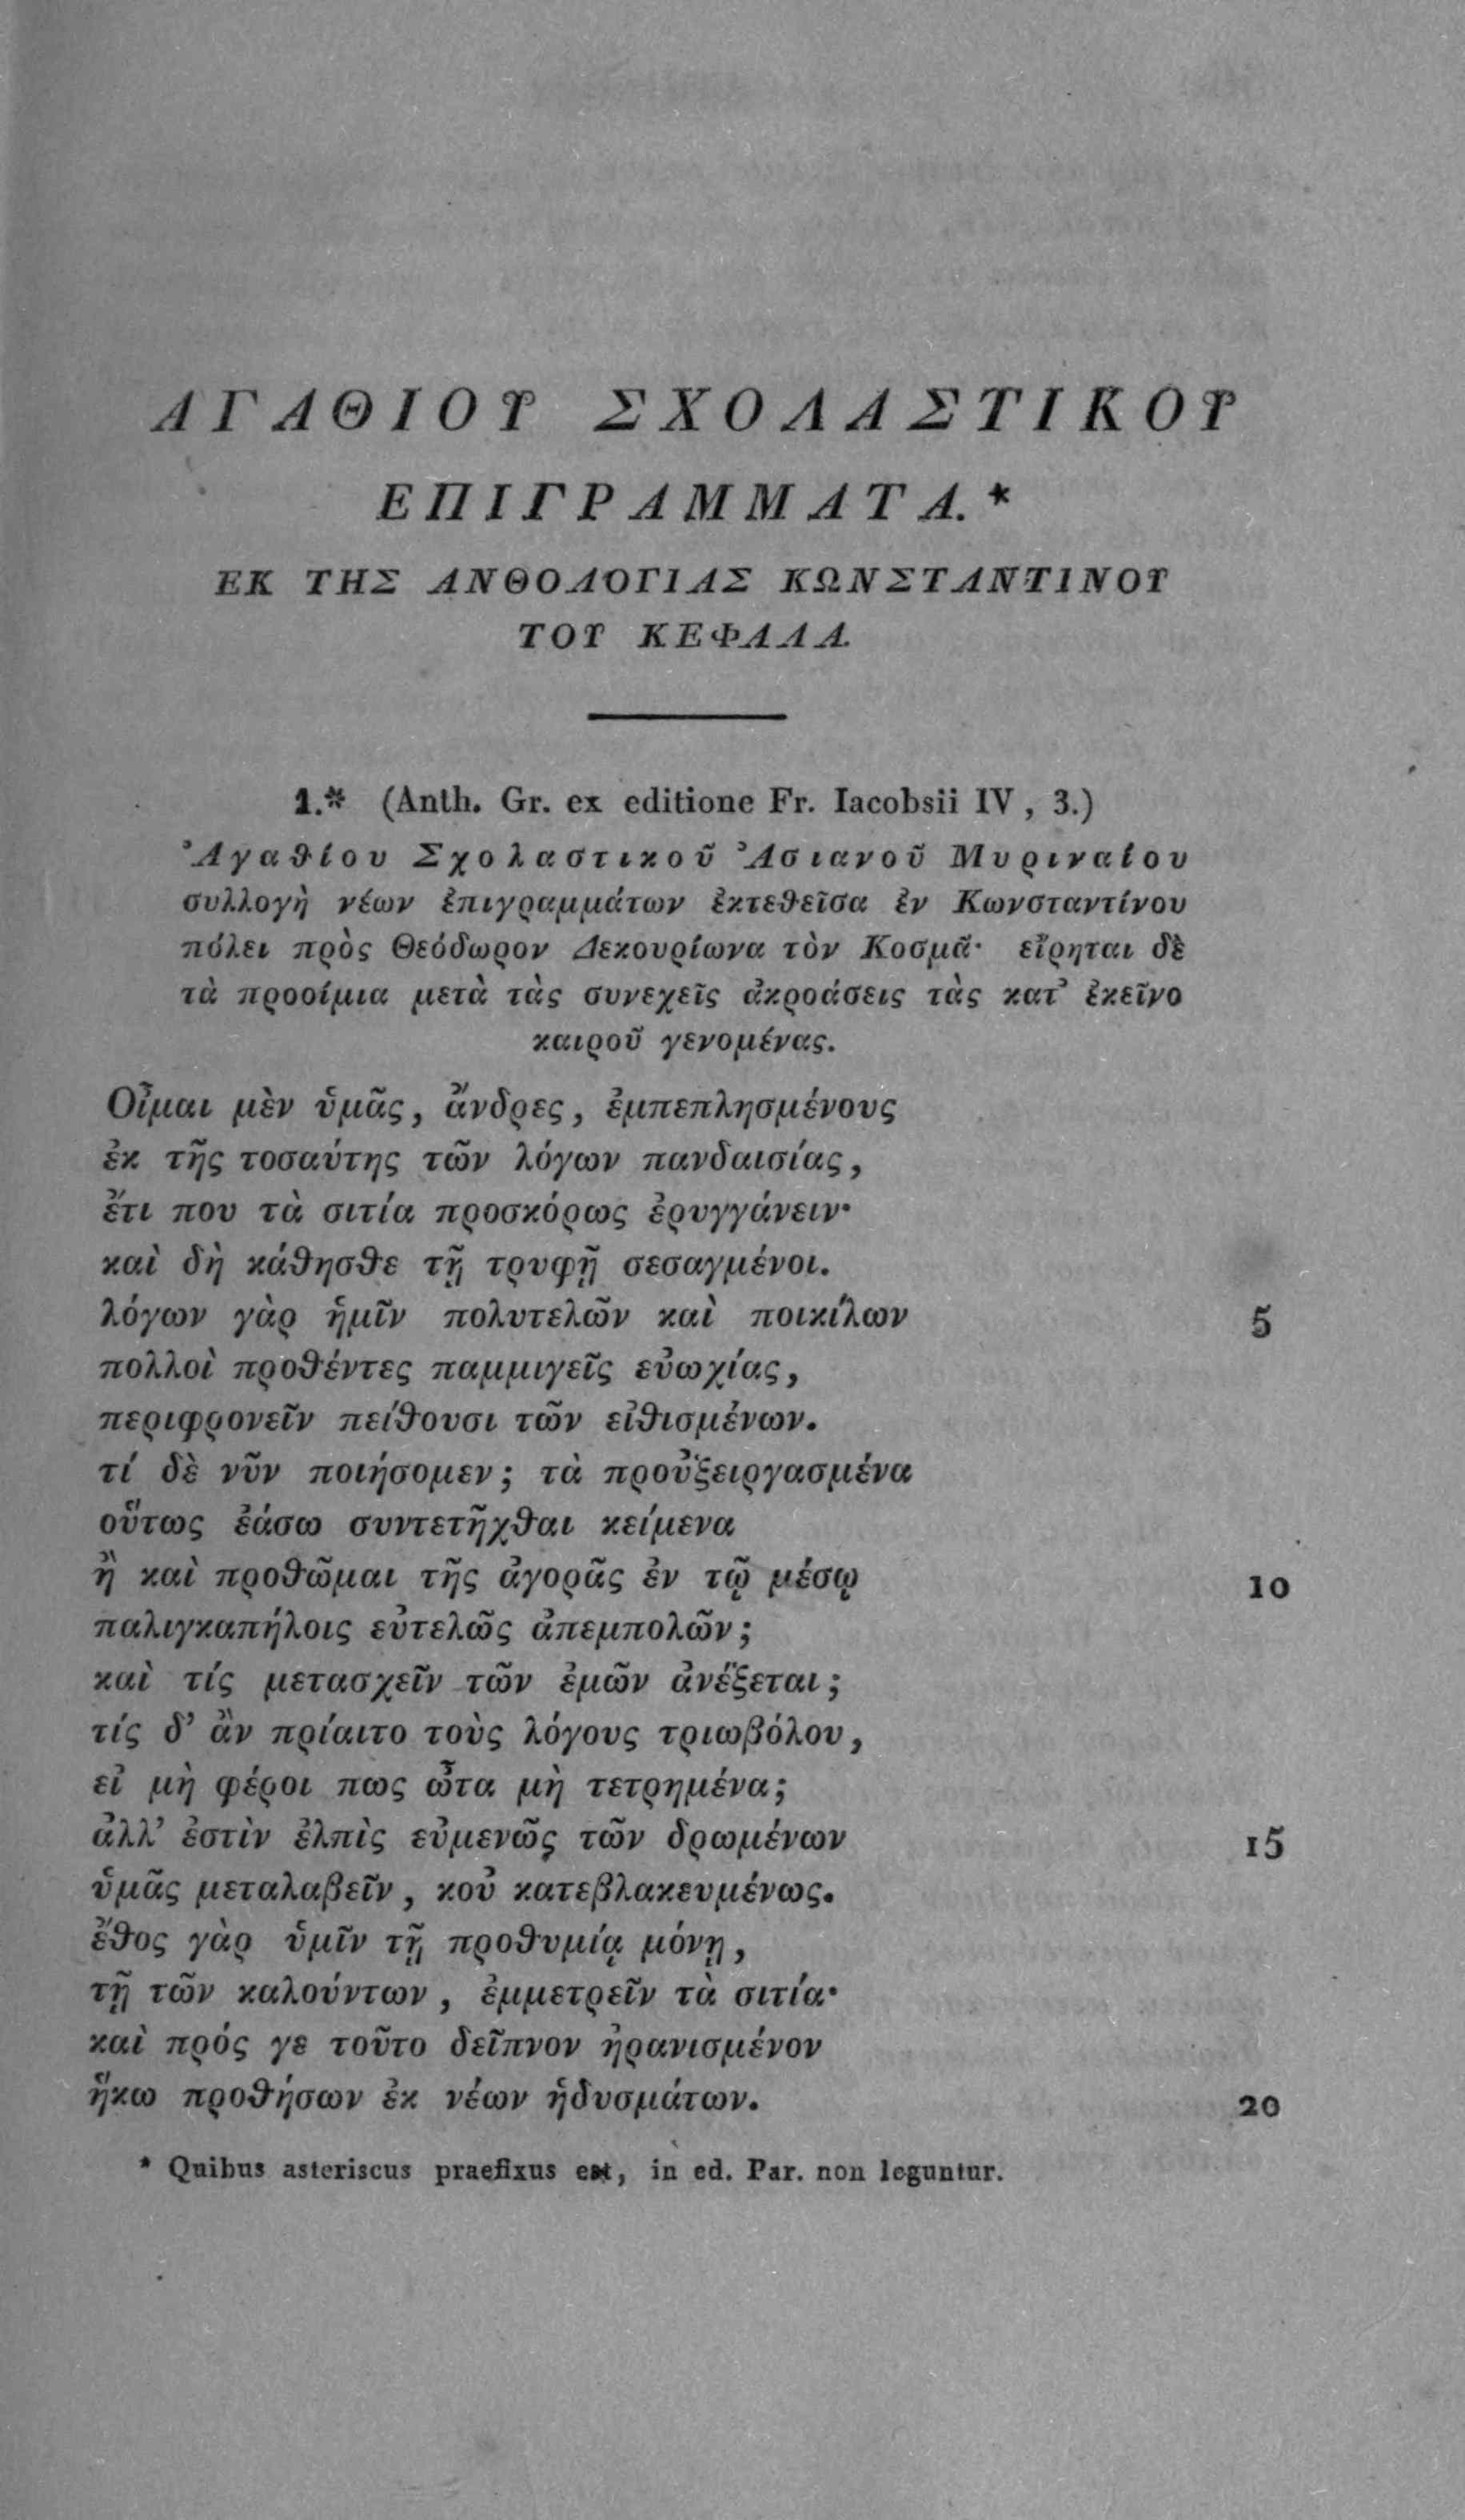 ΑΓΑΘΙΟΥ ΣΧΟΛΑΣΤΙΚΟΥ
ΕΠΙΓΡΑΜΜΑΤΑ.*
ΕΚ ΤΗΣ ΑΝΘΟΛΟΓΙΑΣ ΚΩΝΣΤΑΝΤΙΝΟΥ
ΤΟΥ ΚΕΦΑΛΑ.
1.* (Anth. Gr. ex editione Fr. Iacobsii IV, 3.)
Ἀγαθίου Σχολαστικοῦ Ἀσιανοῦ Μυριναίου
συλλογὴ νέων ἐπιγραμμάτων ἐκτεθεῖσα ἐν Κωνσταντίνου
πόλει πρὸς Θεόδωρον Δεκουρίωνα τὸν Κοσμᾶ· εἴρηται δὲ
τὰ προοίμια μετὰ τὰς συνεχεῖς ἀκροάσεις τὰς κατ’ ἐκεῖνο
καιροῦ γενομένας.
Οἶμαι μὲν ὑμᾶς, ἄνδρες, ἐμπεπλησμένους
ἐκ τῆς τοσαύτης τῶν λόγων πανδαισίας,
ἔτι που τὰ σιτία προσκόρως ἐρυγγάνειν·
καὶ δὴ κάθησθε τῇ τρυφῇ σεσαγμένοι.
λόγων γὰρ ἡμῖν πολυτελῶν καὶ ποικίλων 5
πολλοὶ προθέντες παμμιγεῖς εὐωχίας,
περιφρονεῖν πείθουσι τῶν εἰθισμένων.
τί δὲ νῦν ποιήσομεν; τὰ προὐξειργασμένα
οὕτως ἐάσω συντετῆχθαι κείμενα
ἢ καὶ προθῶμαι τῆς ἀγορᾶς ἐν τῷ μέσῳ 10
παλιγκαπήλοις εὐτελῶς ἀπεμπολῶν;
καὶ τίς μετασχεῖν τῶν ἐμῶν ἀνέξεται;
τίς δ’ ἂν πρίαιτο τοὺς λόγους τριωβόλου,
εἰ μὴ φέροι πως ὦτα μὴ τετρημένα;
ἀλλ’ ἐστὶν ἐλπὶς εὐμενῶς τῶν δρωμένων 15
ὑμᾶς μεταλαβεῖν, κοὐ κατεβλακευμένως.
ἔθος γὰρ ὑμῖν τῇ προθυμίᾳ μόνῃ,
τῇ τῶν καλούντων, ἐμμετρεῖν τὰ σιτία·
καὶ πρός γε τοῦτο δεῖπνον ἠρανισμένον
ἥκω προθήσων ἐκ νέων ἡδυσμάτων. 20
* Quibus asteriscus praefixus est, in ed. Par. non leguntur.